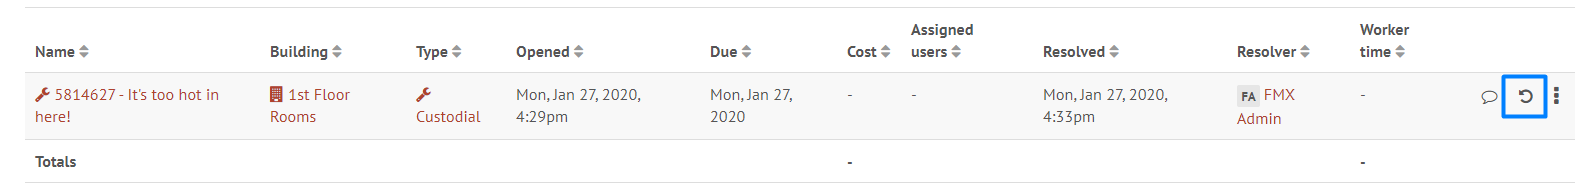 Assigned Worker
Name Building Type Opened Due Cost users Resolved Resolver time
5814627 - It's too hot in 1st Floor Mon, Jan 27, 2020, Mon, Jan 27, - - Mon, Jan 27, 2020, FA FMX -
here! Rooms Custodial 4:29pm 2020 4:33pm Admin
Totals - -